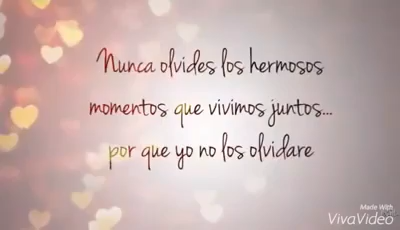 Nunca olvides los hermosos
momentos que vivimos juntos...
por que yo no los olvidare
Made With
VivaVideo